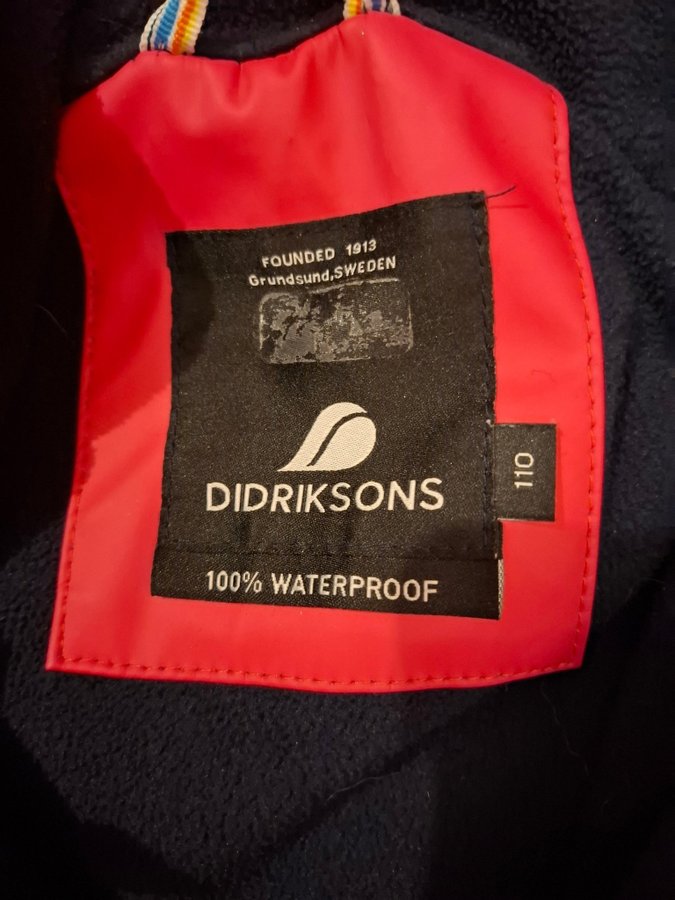 FOUNDED 1913
Grundsund,SWEDEN
DIDRIKSONS
110
100% WATERPROOF